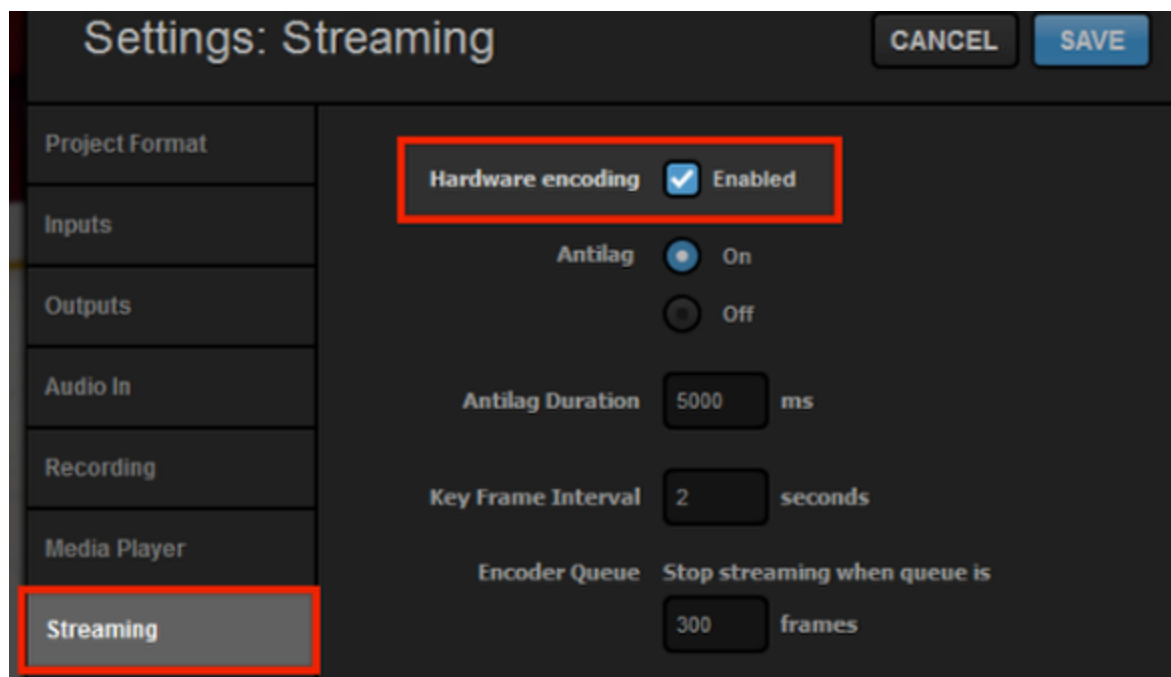 Settings: Streaming
CANCEL
SAVE
Project Format
Inputs
Outputs
Audio In
Recording
Media Player
Streaming
Hardware encoding Enabled
Antilag On
Off
Antilag Duration 5000 ms
Key Frame Interval 2 seconds
Encoder Queue Stop streaming when queue is
300 frames